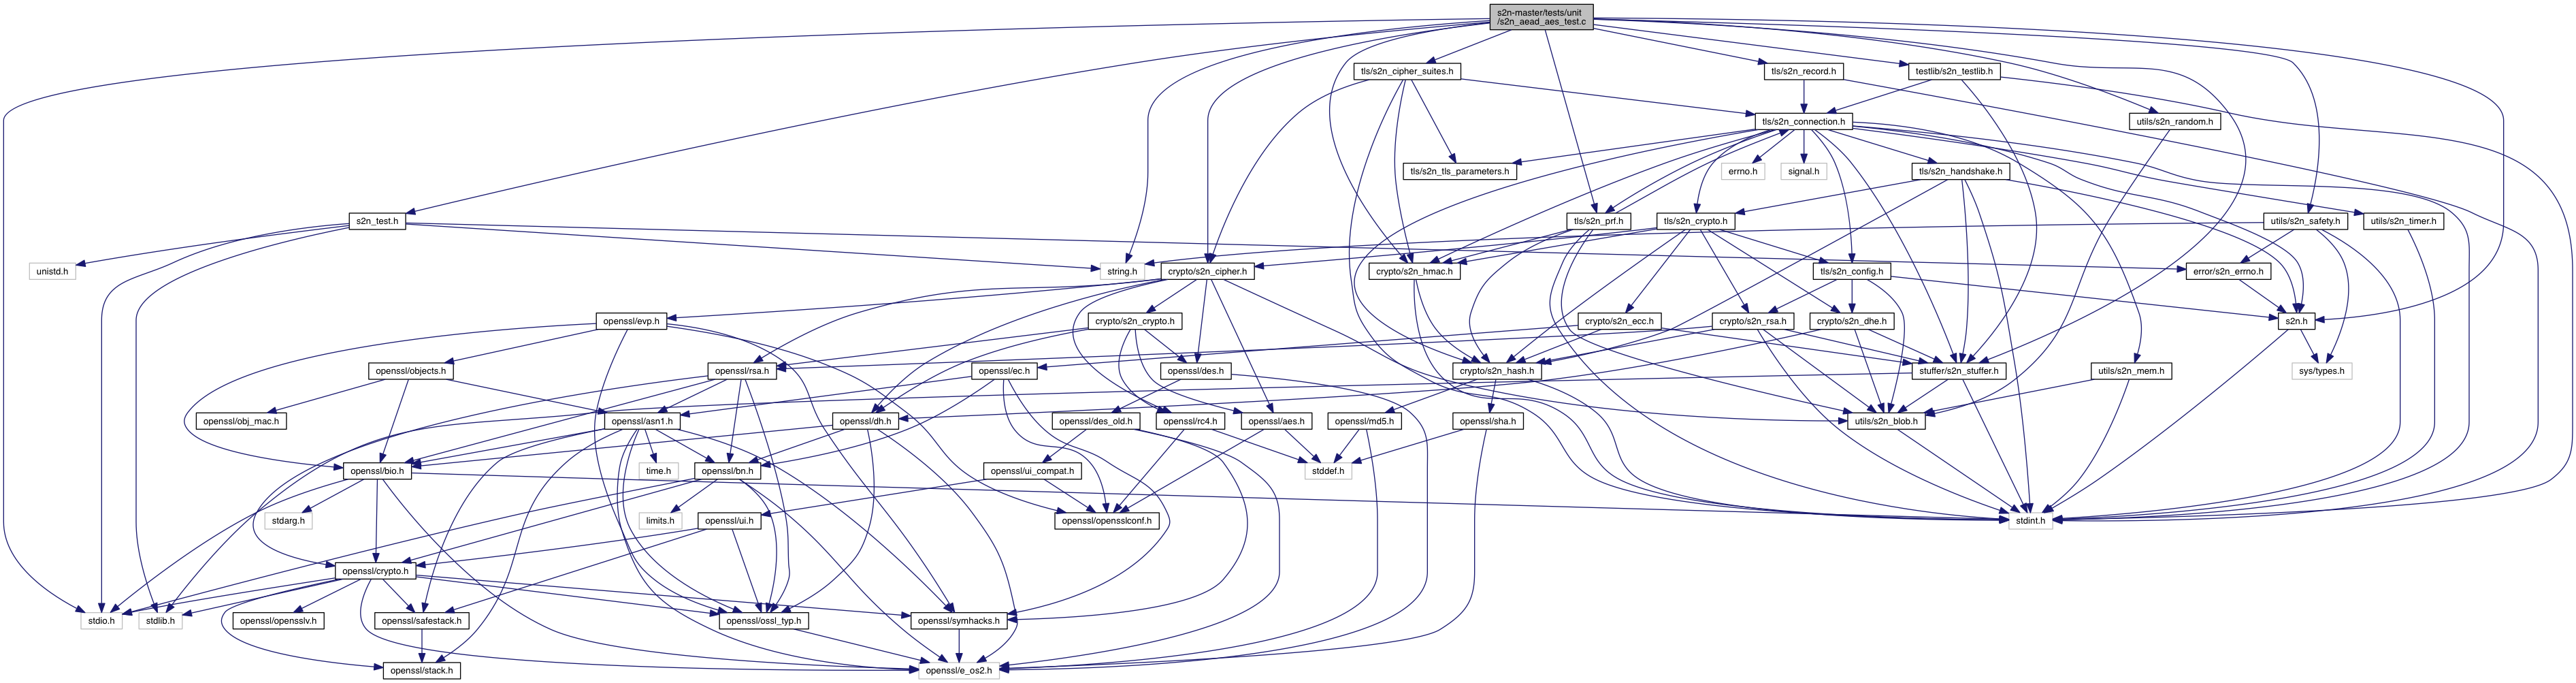 s2n-master/tests/unit
/s2n_aead_aes_test.c
tls/s2n_cipher_suites.h
tls/s2n_record.h
testlib/s2n_testlib.h
tls/s2n_connection.h
utils/s2n_random.h
tls/s2n_tls_parameters.h
errno.h
signal.h
tls/s2n_handshake.h
s2n_test.h
tls/s2n_prf.h
tls/s2n_crypto.h
utils/s2n_safety.h
utils/s2n_timer.h
unistd.h
string.h
crypto/s2n_cipher.h
crypto/s2n_hmac.h
tls/s2n_config.h
error/s2n_errno.h
openssl/evp.h
crypto/s2n_crypto.h
crypto/s2n_ecc.h
crypto/s2n_rsa.h
crypto/s2n_dhe.h
s2n.h
openssl/objects.h
openssl/rsa.h
openssl/ec.h
openssl/des.h
crypto/s2n_hash.h
stuffer/s2n_stuffer.h
utils/s2n_mem.h
sys/types.h
openssl/obj_mac.h
openssl/asn1.h
openssl/dh.h
openssl/des_old.h
openssl/rc4.h
openssl/aes.h
openssl/md5.h
openssl/sha.h
utils/s2n_blob.h
openssl/bio.h
time.h
openssl/bn.h
openssl/ui_compat.h
stddef.h
stdarg.h
limits.h
openssl/ui.h
openssl/opensslconf.h
stdint.h
openssl/crypto.h
stdio.h
stdlib.h
openssl/opensslv.h
openssl/safestack.h
openssl/ossl_typ.h
openssl/symhacks.h
openssl/stack.h
openssl/e_os2.h